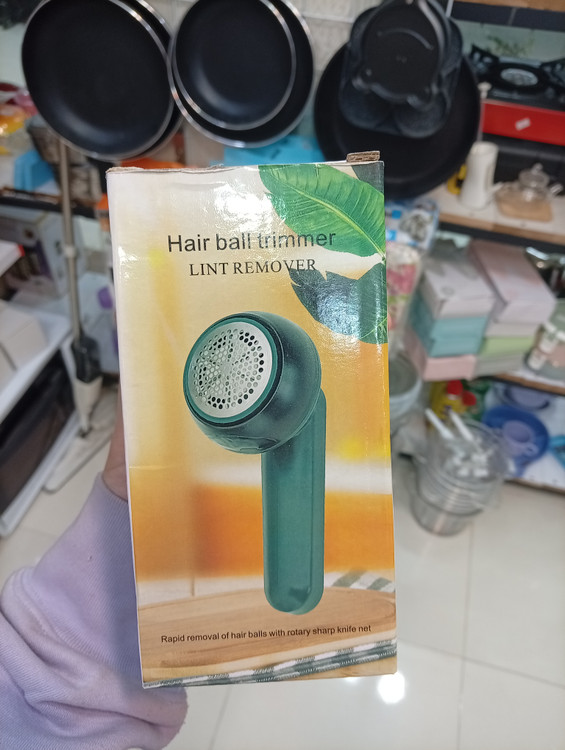 Hair ball trimmer
LINT REMOVER
Rapid removal of hair balls with rotary sharp knife net